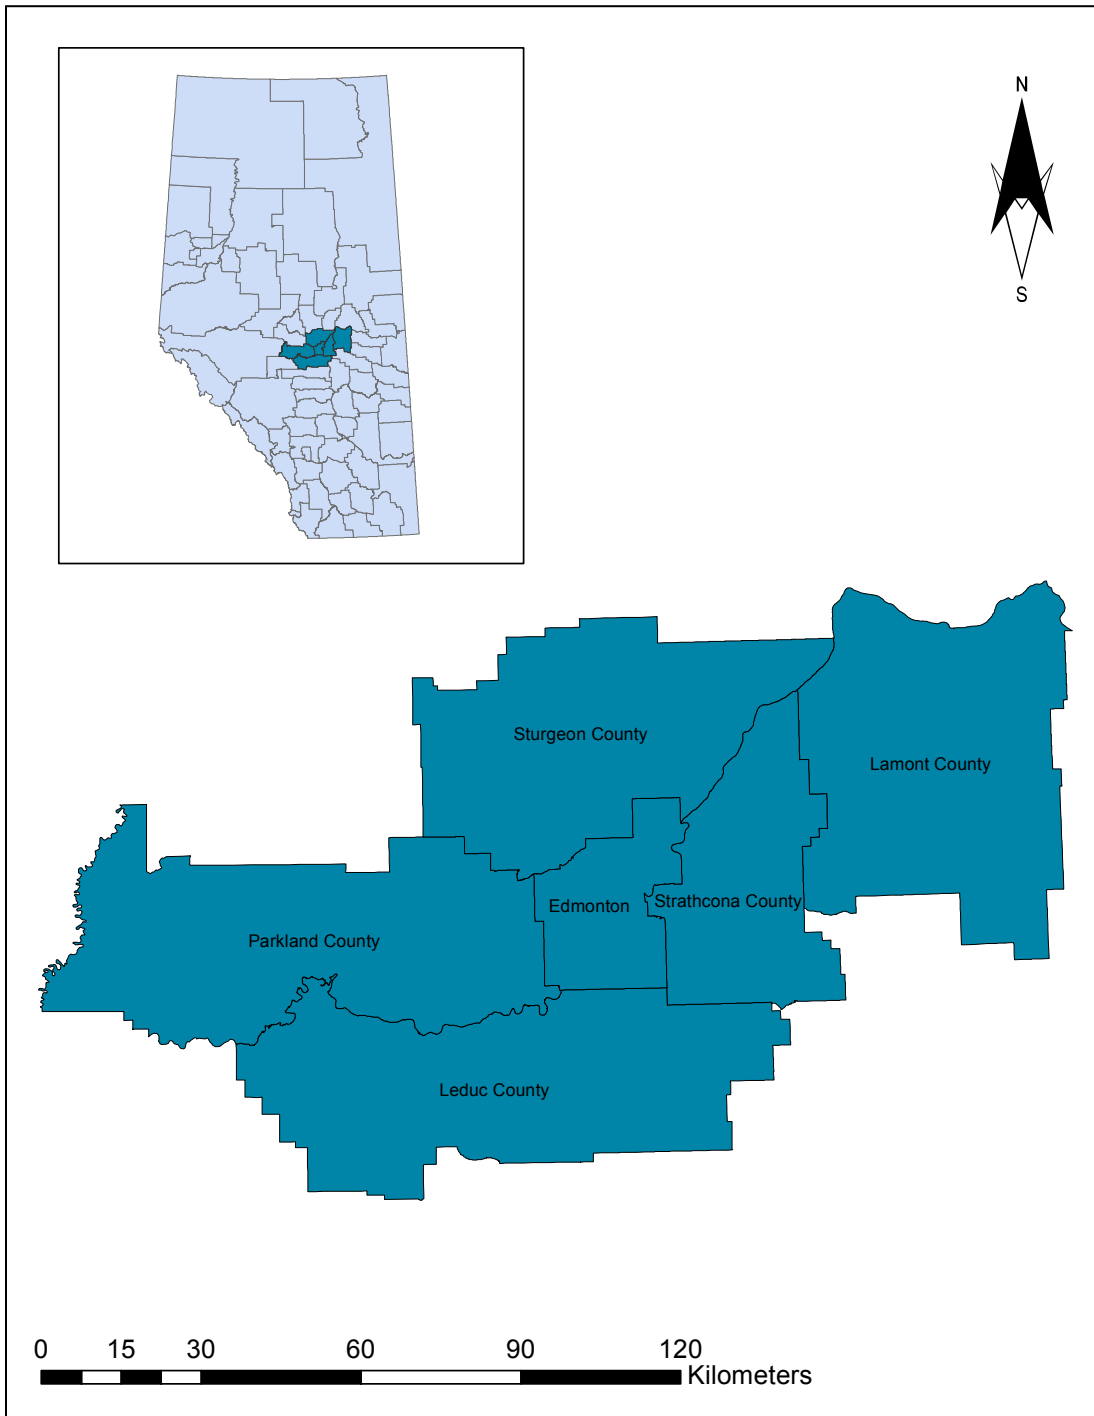 N
S
Sturgeon County
Lamont County
Edmonton
Strathcona County
Parkland County
Leduc County
0 15 30 60 90 120
Kilometers